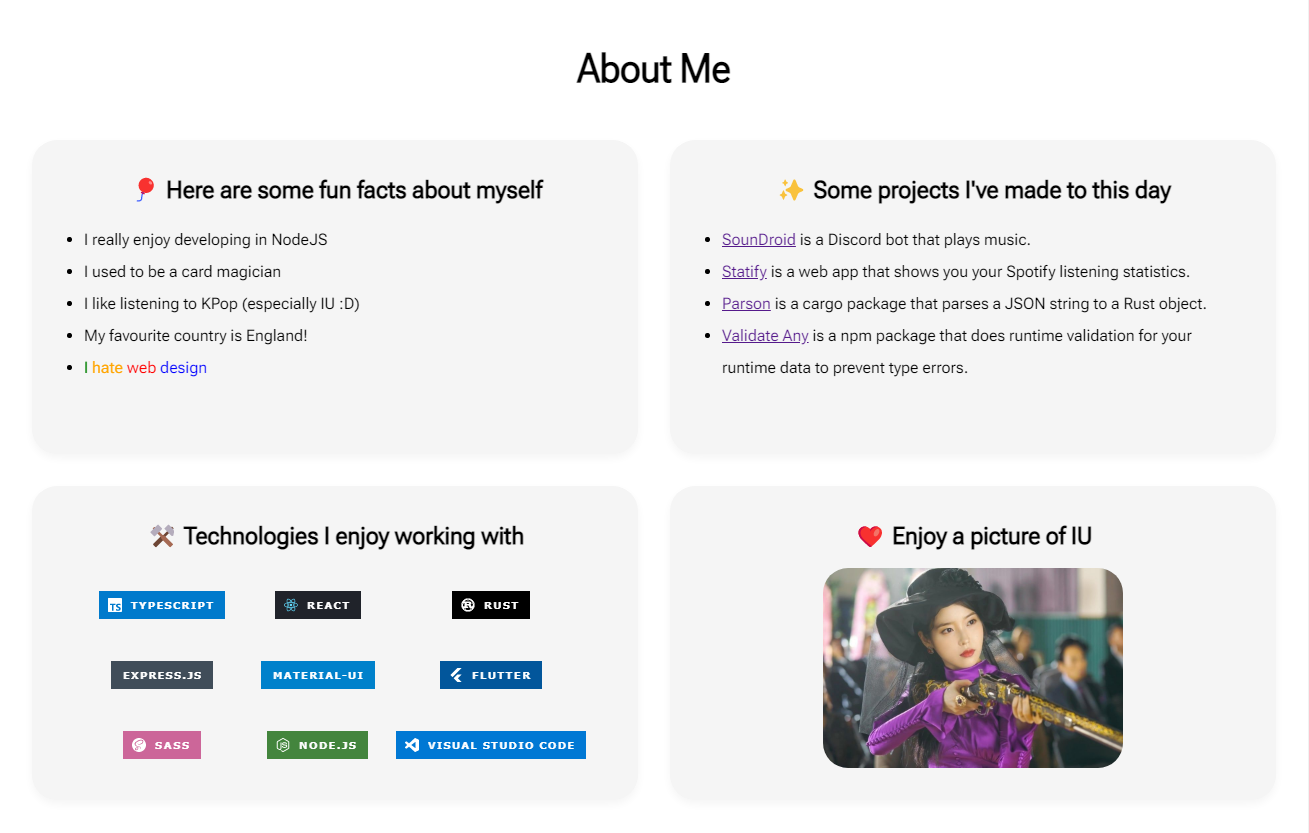 About Me
Here are some fun facts about myself
I really enjoy developing in NodeJS
I used to be a card magician
I like listening to KPop (especially IU :D)
My favourite country is England!
I hate web design
Some projects I've made to this day
SounDroid is a Discord bot that plays music.
Statify is a web app that shows you your Spotify listening statistics.
Parson is a cargo package that parses a JSON string to a Rust object.
Validate Any is a npm package that does runtime validation for your
runtime data to prevent type errors.
Technologies I enjoy working with
TS TYPESCRIPT
REACT
RUST
EXPRESS.JS
MATERIAL-UI
FLUTTER
SASS
NODE.JS
VISUAL STUDIO CODE
Enjoy a picture of IU